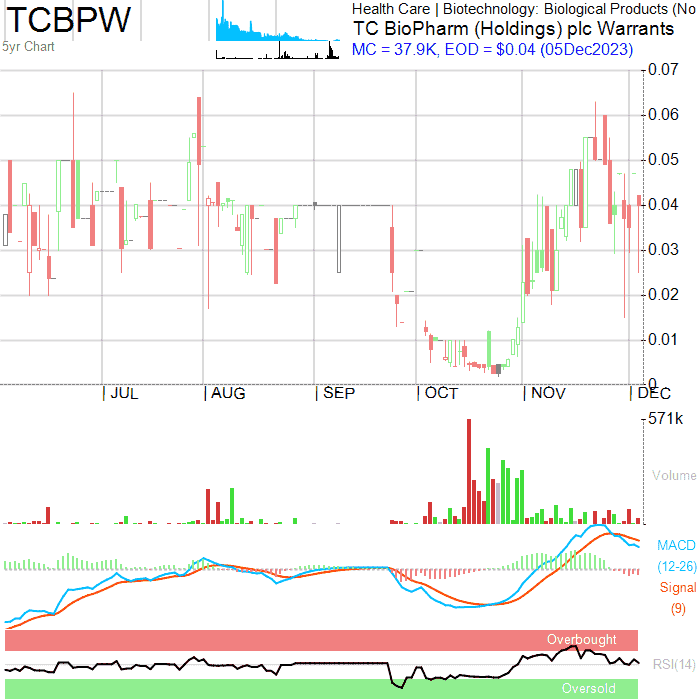 TCBPW
5yr Chart
Health Care | Biotechnology: Biological Products (No
TC BioPharm (Holdings) plc Warrants
MC = 37.9K, EOD = $0.04 (05Dec2023)
0.07
0.06
0.05
0.04
0.03
0.02
0.01
0
JUL AUG SEP OCT NOV DEC
571k
Volume
MACD
(12-26)
Signal
(9)
Overbought
RSI(14)
Oversold